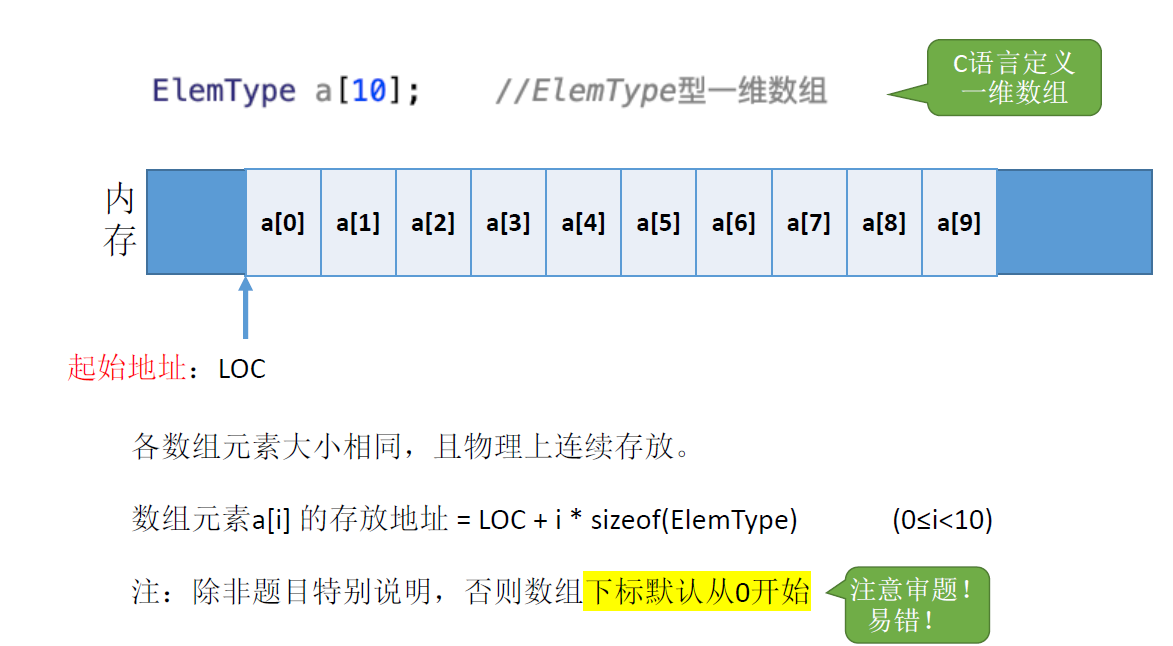 ElemType a[10];    //ElemType型一维数组
C语言定义
一维数组
内
存
a[0] a[1] a[2] a[3] a[4] a[5] a[6] a[7] a[8] a[9]
起始地址：LOC
各数组元素大小相同，且物理上连续存放。
数组元素a[i] 的存放地址 = LOC + i * sizeof(ElemType)    (0≤i<10)
注：除非题目特别说明，否则数组下标默认从0开始
注意审题！
易错！